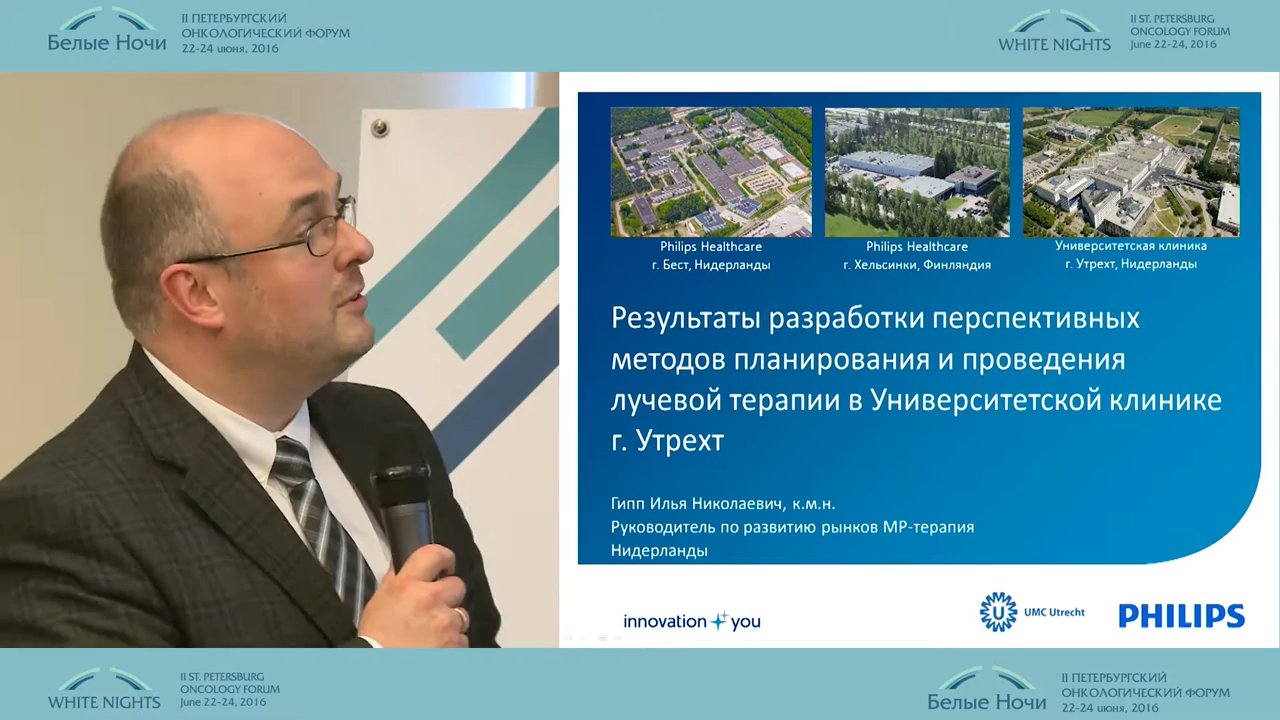 Белые Ночи
II ПЕТЕРБУРГСКИЙ
ОНКОЛОГИЧЕСКИЙ ФОРУМ
22-24 июня, 2016
WHITE NIGHTS
II ST. PETERSBURG
ONCOLOGY FORUM
June 22-24, 2016
Philips Healthcare
г. Бест, Нидерланды
Philips Healthcare
г. Хельсинки, Финляндия
Университетская клиника
г. Утрехт, Нидерланды
Результаты разработки перспективных
методов планирования и проведения
лучевой терапии в Университетской клинике
г. Утрехт
Гипп Илья Николаевич, к.м.н.
Руководитель по развитию рынков МР-терапия
Нидерланды
innovation you
U
UMC Utrecht
PHILIPS
WHITE NIGHTS
II ST. PETERSBURG
ONCOLOGY FORUM
June 22-24, 2016
Белые Ночи
II ПЕТЕРБУРГСКИЙ
ОНКОЛОГИЧЕСКИЙ ФОРУМ
22-24 июня, 2016